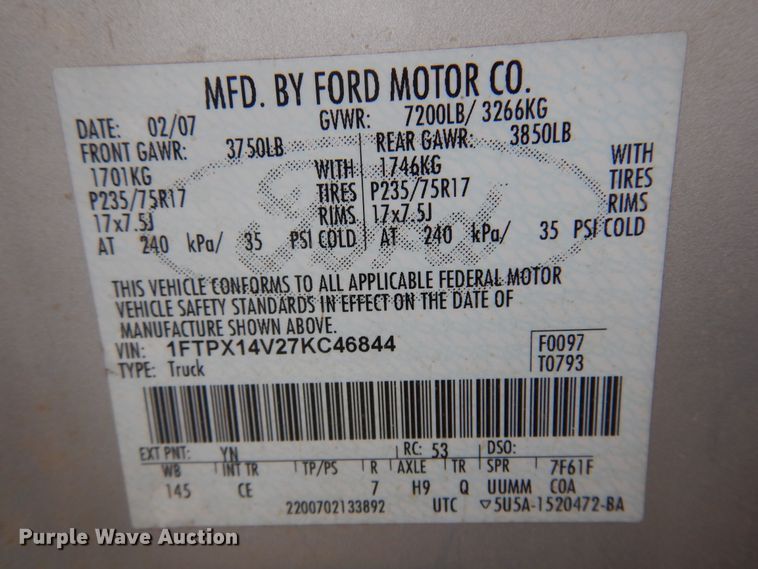 MFD. BY FORD MOTOR CO.
DATE: 02/07 GVWR: 7200LB/ 3266KG
FRONT GAWR: 3750LB REAR GAWR: 3850LB
1701KG WITH 1746KG WITH
P235/75R17 TIRES P235/75R17 TIRES
17x7.5J RIMS 17x7.5J RIMS
AT 240 kPa/ 35 PSI COLD AT 240 kPa/ 35 PSI COLD
THIS VEHICLE CONFORMS TO ALL APPLICABLE FEDERAL MOTOR
VEHICLE SAFETY STANDARDS IN EFFECT ON THE DATE OF
MANUFACTURE SHOWN ABOVE.
VIN: 1FTPX14V27KC46844 F0097
TYPE: Truck T0793
EXT PNT: YN RC: 53 DSO:
WB INT TR TP/PS R AXLE TR SPR 7F61F
145 CE 7 H9 Q UUMM COA
2200702133892 UTC ▽5U5A-1520472-BA
Purple Wave Auction